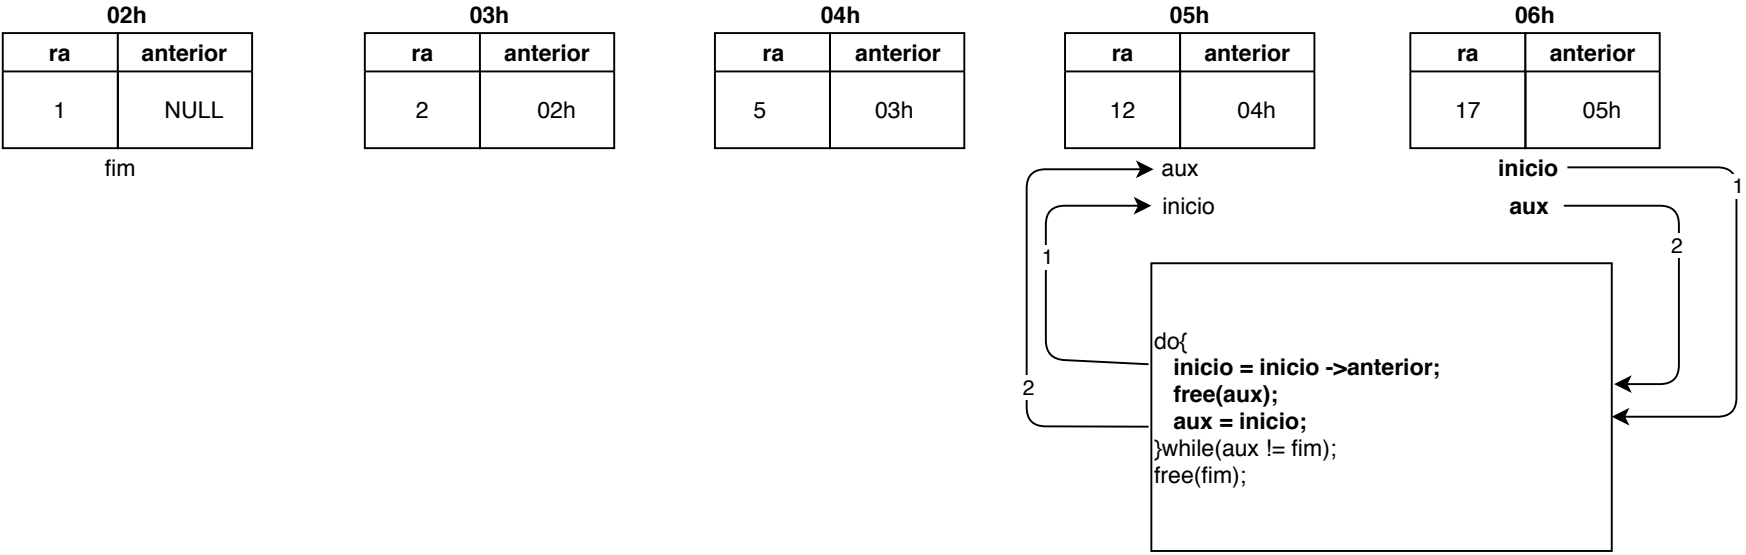 02h 03h 04h 05h 06h
ra anterior ra anterior ra anterior ra anterior ra anterior
1 NULL 2 02h 5 03h 12 04h 17 05h
fim aux inicio 1
inicio aux
1 2
do{
inicio = inicio ->anterior;
2 free(aux);
aux = inicio;
}while(aux != fim);
free(fim);